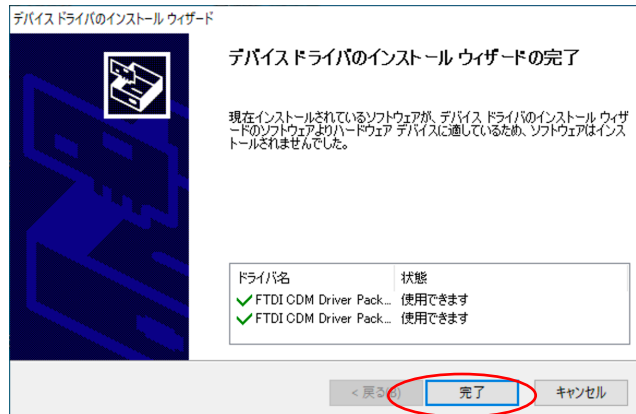 デバイス ドライバのインストール ウィザード
デバイス ドライバのインストール ウィザードの完了
現在インストールされているソフトウェアが、デバイス ドライバのインストール ウィザ
ードのソフトウェアよりハードウェア デバイスに適しているため、ソフトウェアはインス
トールされませんでした。
ドライバ名 状態
FTDI CDM Driver Pack... 使用できます
FTDI CDM Driver Pack... 使用できます
< 戻る(B) 完了 キャンセル